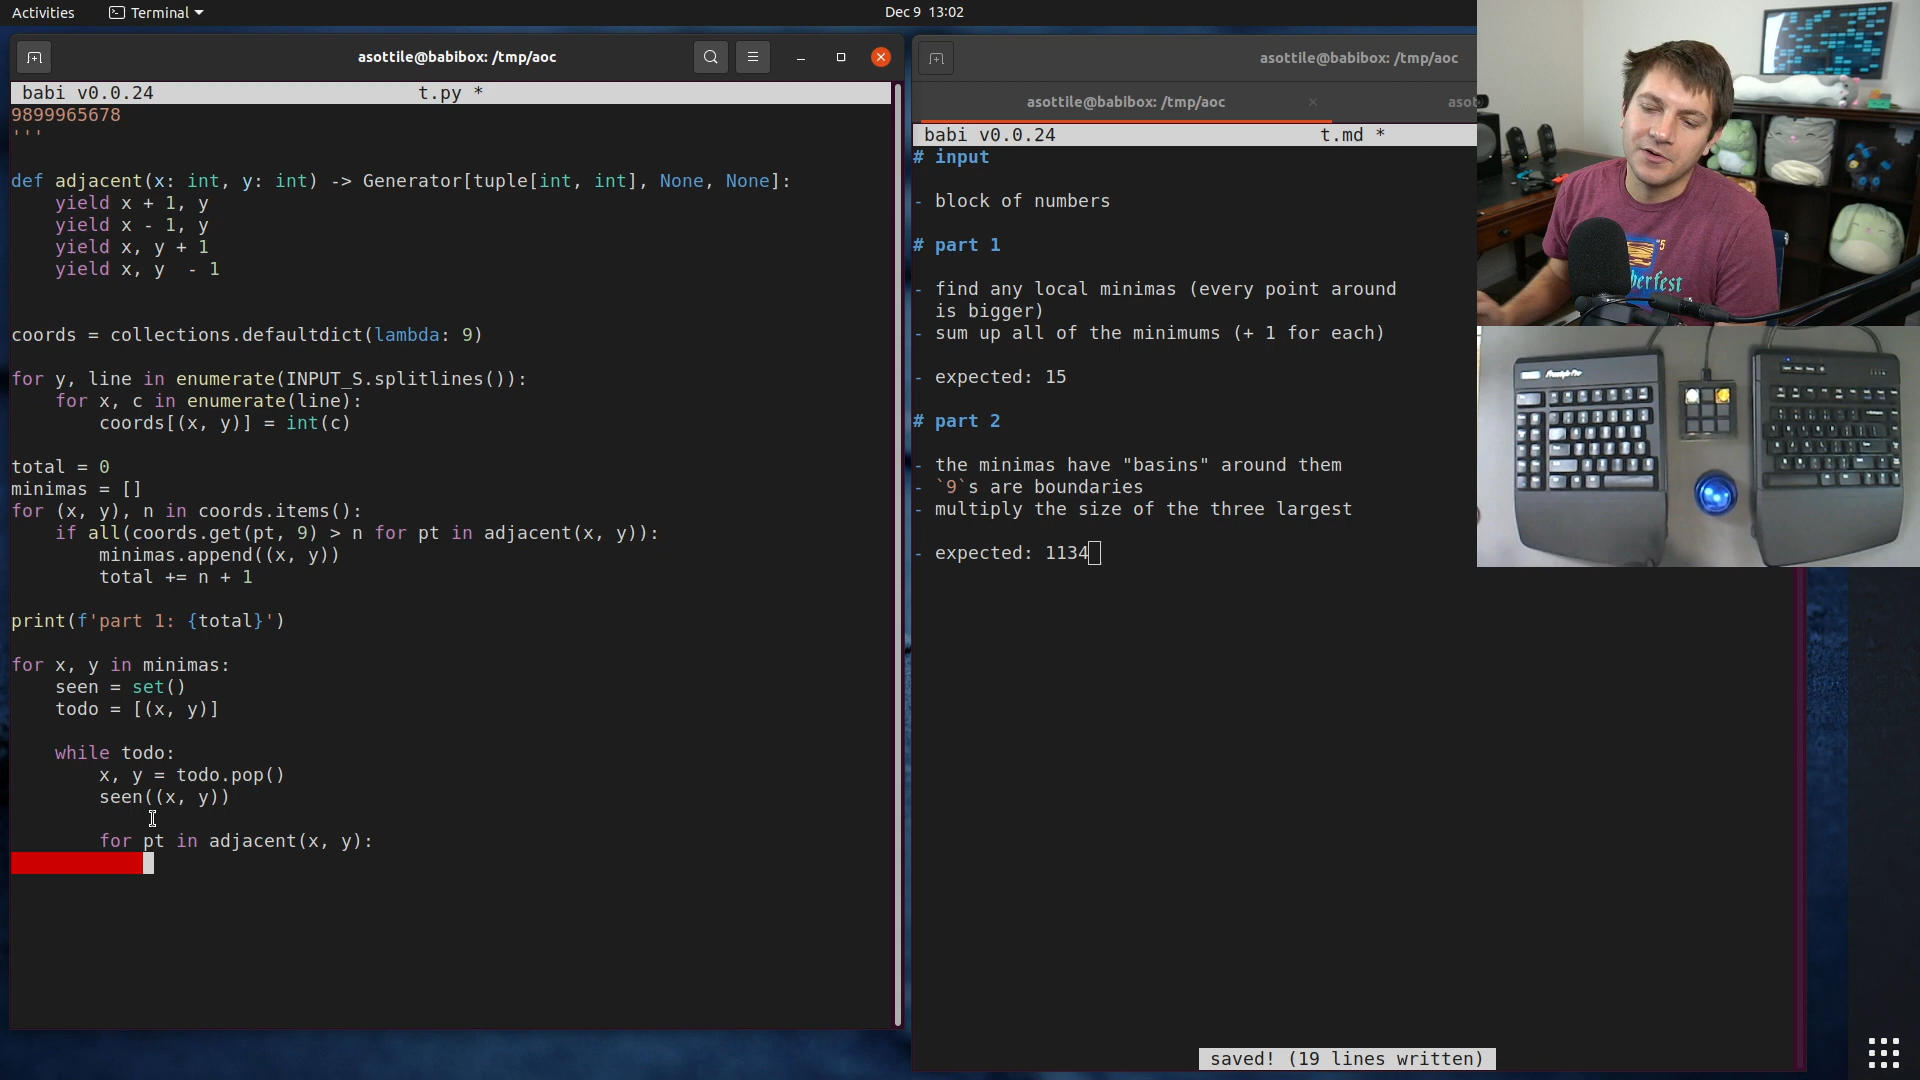 Activities
Terminal
Dec 9 13:02
asottile@babibox: /tmp/aoc
babi v0.0.24
t.py *
9899965678
'''
def adjacent(x: int, y: int) -> Generator[tuple[int, int], None, None]:
    yield x + 1, y
    yield x - 1, y
    yield x, y + 1
    yield x, y  - 1
coords = collections.defaultdict(lambda: 9)
for y, line in enumerate(INPUT_S.splitlines()):
    for x, c in enumerate(line):
        coords[(x, y)] = int(c)
total = 0
minimas = []
for (x, y), n in coords.items():
    if all(coords.get(pt, 9) > n for pt in adjacent(x, y)):
        minimas.append((x, y))
        total += n + 1
print(f'part 1: {total}')
for x, y in minimas:
    seen = set()
    todo = [(x, y)]
    while todo:
        x, y = todo.pop()
        seen((x, y))
        for pt in adjacent(x, y):
asottile@babibox: /tmp/aoc
asottile@babibox: /tmp/aoc
asot
babi v0.0.24
t.md *
# input
- block of numbers
# part 1
- find any local minimas (every point around
is bigger)
- sum up all of the minimums (+ 1 for each)
- expected: 15
# part 2
- the minimas have "basins" around them
- `9`s are boundaries
- multiply the size of the three largest
- expected: 1134
saved! (19 lines written)